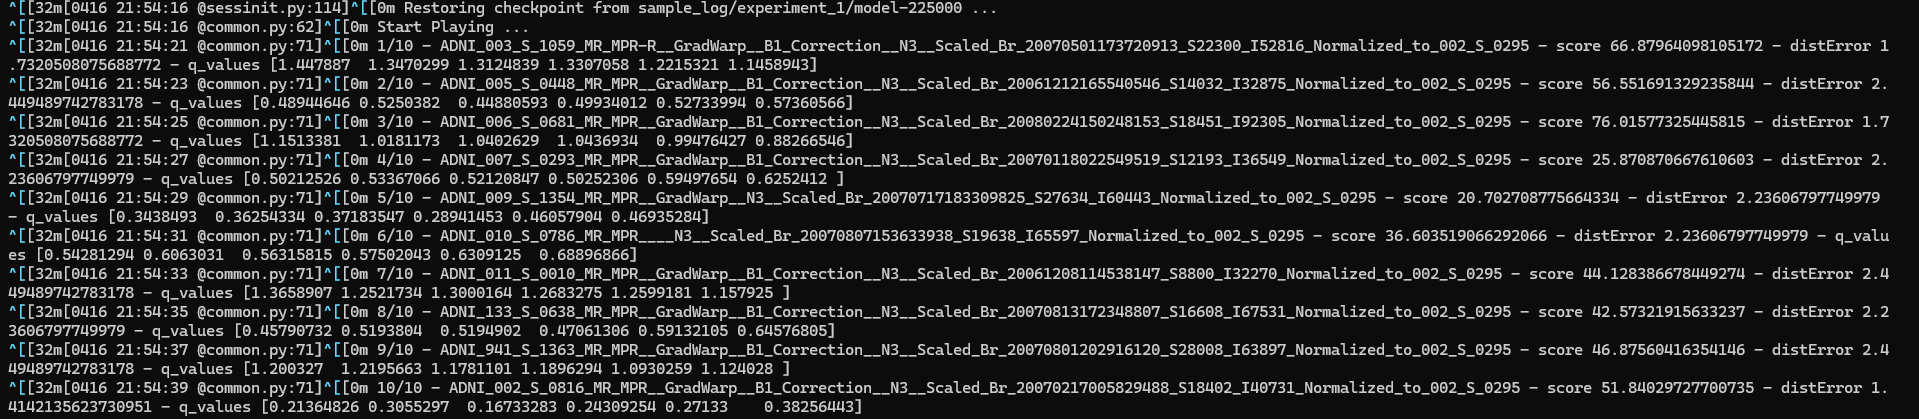 ^[[32m[0416 21:54:16 @sessinit.py:114]^[[0m Restoring checkpoint from sample_log/experiment_1/model-225000 ...
^[[32m[0416 21:54:16 @common.py:62]^[[0m Start Playing ...
^[[32m[0416 21:54:21 @common.py:71]^[[0m 1/10 - ADNI_003_S_1059_MR_MPR-R__GradWarp__B1_Correction__N3__Scaled_Br_20070501173720913_S22300_I52816_Normalized_to_002_S_0295 - score 66.87964098105172 - distError 1
.7320508075688772 - q_values [1.447887  1.3470299 1.3124839 1.3307058 1.2215321 1.1458943]
^[[32m[0416 21:54:23 @common.py:71]^[[0m 2/10 - ADNI_005_S_0448_MR_MPR__GradWarp__B1_Correction__N3__Scaled_Br_20061212165540546_S14032_I32875_Normalized_to_002_S_0295 - score 56.551691329235844 - distError 2.
449489742783178 - q_values [0.48944646 0.5250382  0.44880593 0.49934012 0.52733994 0.57360566]
^[[32m[0416 21:54:25 @common.py:71]^[[0m 3/10 - ADNI_006_S_0681_MR_MPR__GradWarp__B1_Correction__N3__Scaled_Br_20080224150248153_S18451_I92305_Normalized_to_002_S_0295 - score 76.01577325445815 - distError 1.7
320508075688772 - q_values [1.1513381  1.0181173  1.0402629  1.0436934  0.99476427 0.88266546]
^[[32m[0416 21:54:27 @common.py:71]^[[0m 4/10 - ADNI_007_S_0293_MR_MPR__GradWarp__B1_Correction__N3__Scaled_Br_20070118022549519_S12193_I36549_Normalized_to_002_S_0295 - score 25.870870667610603 - distError 2.
23606797749979 - q_values [0.50212526 0.53367066 0.52120847 0.50252306 0.59497654 0.6252412 ]
^[[32m[0416 21:54:29 @common.py:71]^[[0m 5/10 - ADNI_009_S_1354_MR_MPR__GradWarp__N3__Scaled_Br_20070717183309825_S27634_I60443_Normalized_to_002_S_0295 - score 20.702708775664334 - distError 2.23606797749979
- q_values [0.3438493  0.36254334 0.37183547 0.28941453 0.46057904 0.46935284]
^[[32m[0416 21:54:31 @common.py:71]^[[0m 6/10 - ADNI_010_S_0786_MR_MPR____N3__Scaled_Br_20070807153633938_S19638_I65597_Normalized_to_002_S_0295 - score 36.603519066292066 - distError 2.23606797749979 - q_valu
es [0.54281294 0.6063031  0.56315815 0.57502043 0.6309125  0.68896866]
^[[32m[0416 21:54:33 @common.py:71]^[[0m 7/10 - ADNI_011_S_0010_MR_MPR__GradWarp__B1_Correction__N3__Scaled_Br_20061208114538147_S8800_I32270_Normalized_to_002_S_0295 - score 44.128386678449274 - distError 2.4
49489742783178 - q_values [1.3658907 1.2521734 1.3000164 1.2683275 1.2599181 1.157925 ]
^[[32m[0416 21:54:35 @common.py:71]^[[0m 8/10 - ADNI_133_S_0638_MR_MPR__GradWarp__B1_Correction__N3__Scaled_Br_20070813172348807_S16608_I67531_Normalized_to_002_S_0295 - score 42.57321915633237 - distError 2.2
3606797749979 - q_values [0.45790732 0.5193804  0.5194902  0.47061306 0.59132105 0.64576805]
^[[32m[0416 21:54:37 @common.py:71]^[[0m 9/10 - ADNI_941_S_1363_MR_MPR__GradWarp__B1_Correction__N3__Scaled_Br_20070801202916120_S28008_I63897_Normalized_to_002_S_0295 - score 46.87560416354146 - distError 2.4
49489742783178 - q_values [1.200327  1.2195663 1.1781101 1.1896294 1.0930259 1.124028 ]
^[[32m[0416 21:54:39 @common.py:71]^[[0m 10/10 - ADNI_002_S_0816_MR_MPR__GradWarp__B1_Correction__N3__Scaled_Br_20070217005829488_S18402_I40731_Normalized_to_002_S_0295 - score 51.84029727700735 - distError 1.
4142135623730951 - q_values [0.21364826 0.3055297  0.16733283 0.24309254 0.27133    0.38256443]